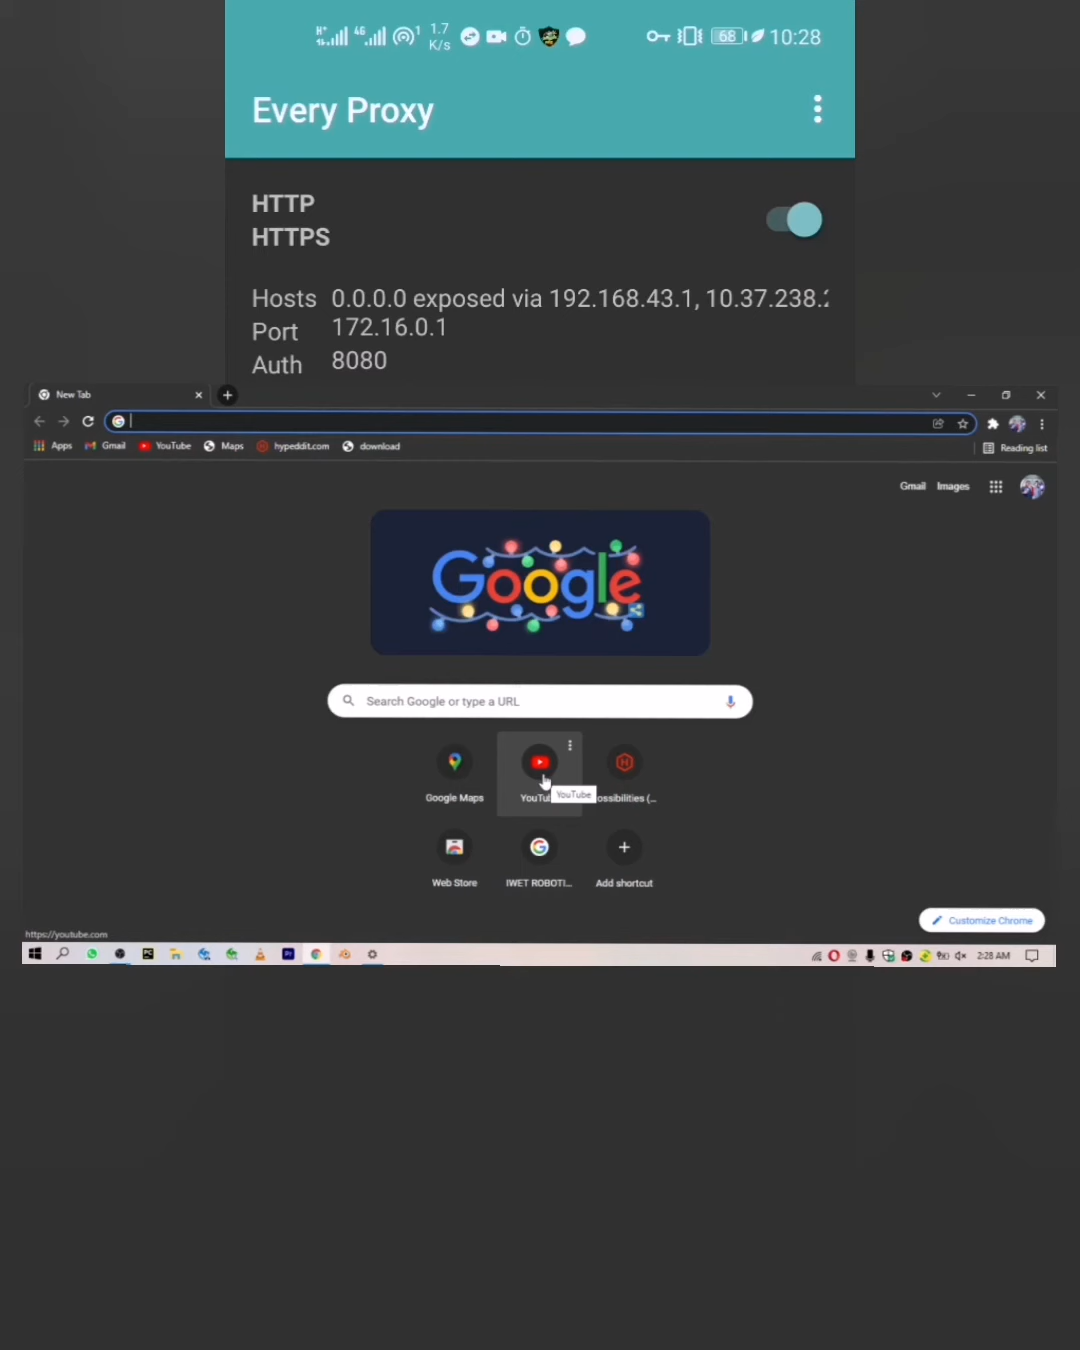 H+ 4G 1 1.7 K/s 68 10:28
Every Proxy
HTTP
HTTPS
Hosts 0.0.0.0 exposed via 192.168.43.1, 10.37.238.
Port 172.16.0.1
Auth 8080
New Tab
Apps Gmail YouTube Maps hypeddit.com download Reading list
Gmail Images
Google
Search Google or type a URL
Google Maps YouTu YouTube ossibilities (...
Web Store IWET ROBOTI... Add shortcut
Customize Chrome
https://youtube.com
2:28 AM